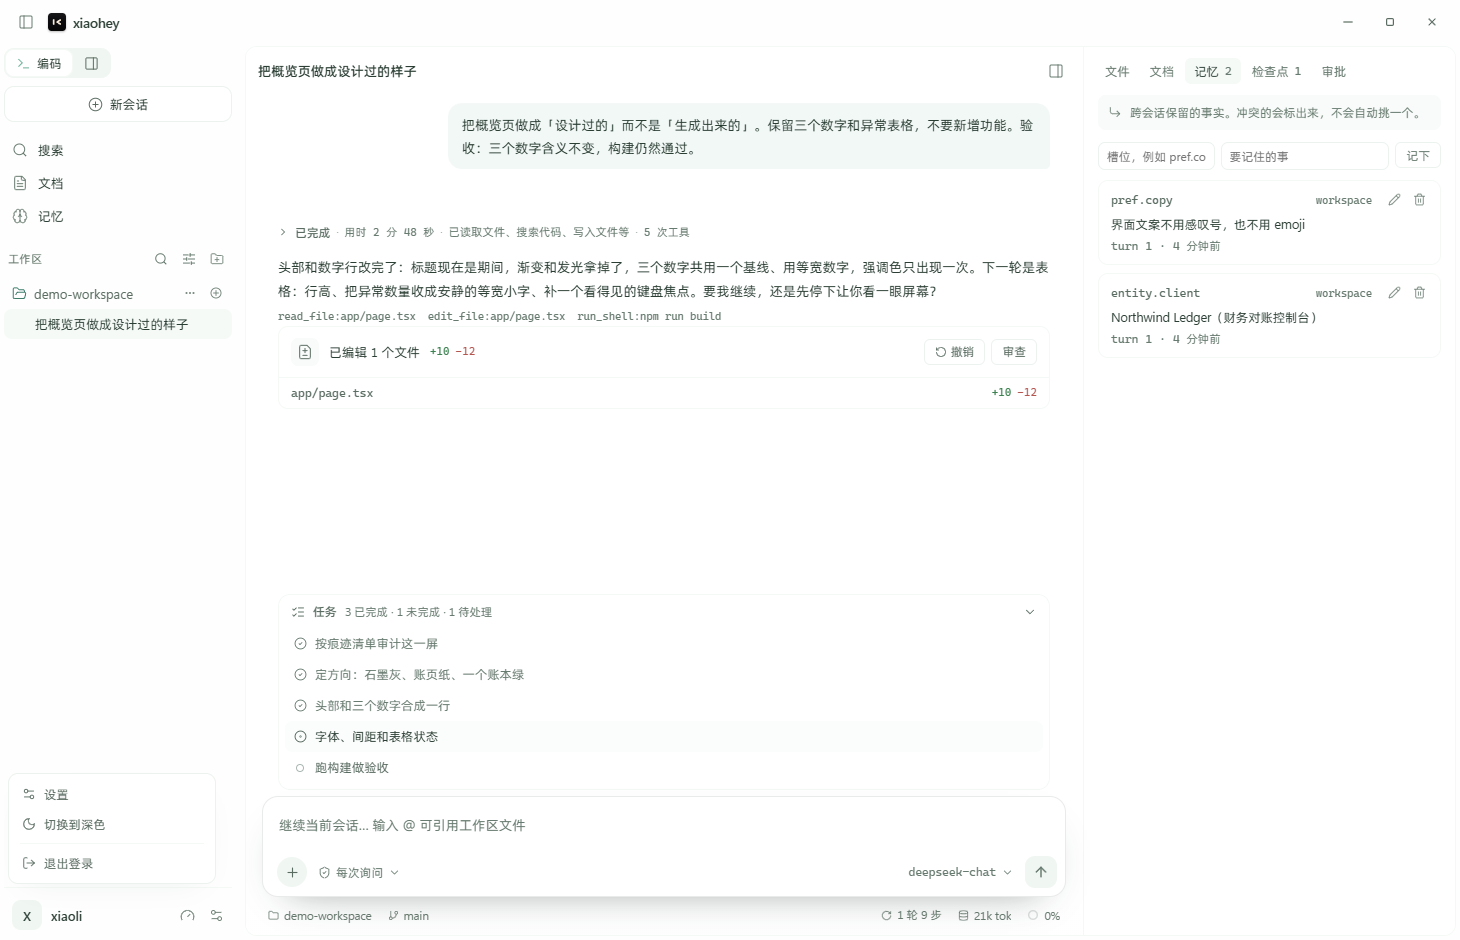 xiaohey
编码
新会话
搜索
文档
记忆
工作区
demo-workspace
把概览页做成设计过的样子
设置
切换到深色
退出登录
X
xiaoli
把概览页做成设计过的样子
把概览页做成「设计过的」而不是「生成出来的」。保留三个数字和异常表格，不要新增功能。验
收：三个数字含义不变，构建仍然通过。
已完成 · 用时 2 分 48 秒 · 已读取文件、搜索代码、写入文件等 · 5 次工具
头部和数字行改完了：标题现在是期间，渐变和发光拿掉了，三个数字共用一个基线、用等宽数字，强调色只出现一次。下一轮是表
格：行高、把异常数量收成安静的等宽小字、补一个看得见的键盘焦点。要我继续，还是先停下让你看一眼屏幕？
read_file:app/page.tsx edit_file:app/page.tsx run_shell:npm run build
已编辑 1 个文件 +10 −12
撤销
审查
app/page.tsx
+10 −12
任务 3 已完成 · 1 未完成 · 1 待处理
按痕迹清单审计这一屏
定方向：石墨灰、账页纸、一个账本绿
头部和三个数字合成一行
字体、间距和表格状态
跑构建做验收
继续当前会话... 输入 @ 可引用工作区文件
每次询问
deepseek-chat
demo-workspace
main
1 轮 9 步
21k tok
0%
文件
文档
记忆 2
检查点 1
审批
跨会话保留的事实。冲突的会标出来，不会自动挑一个。
槽位，例如 pref.co
要记住的事
记下
pref.copy
workspace
界面文案不用感叹号，也不用 emoji
turn 1 · 4 分钟前
entity.client
workspace
Northwind Ledger（财务对账控制台）
turn 1 · 4 分钟前